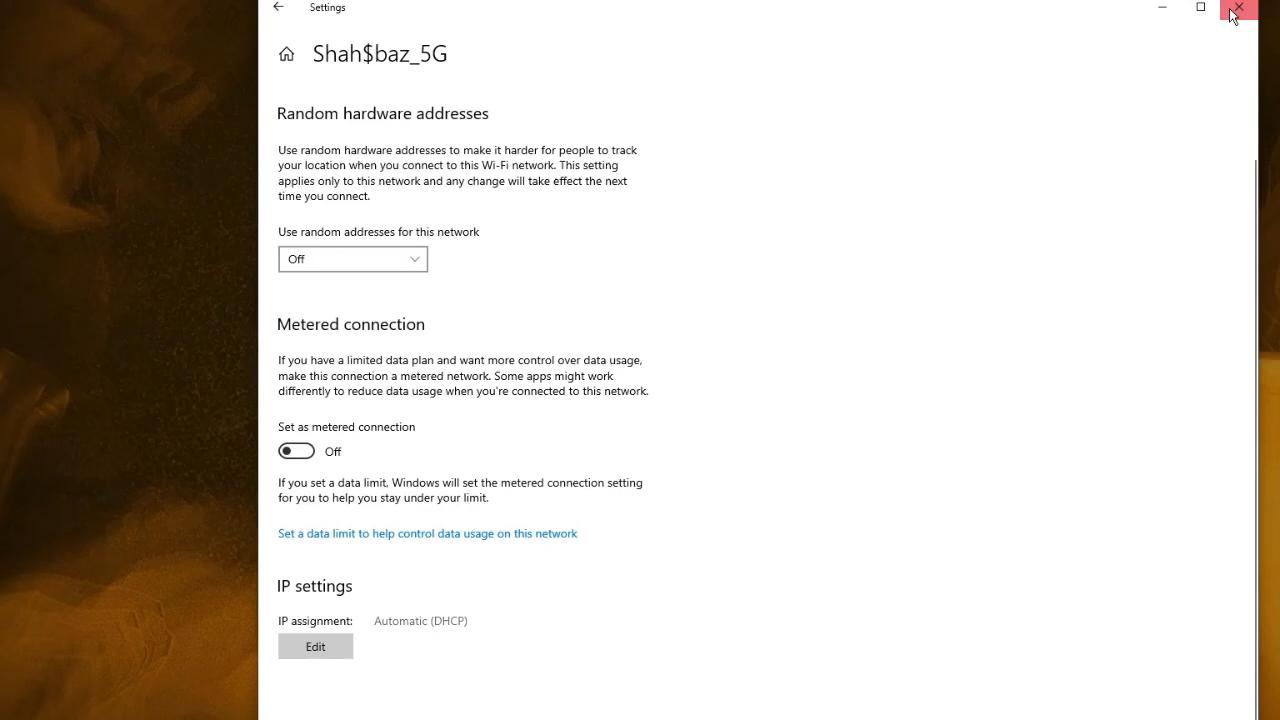 Settings
Shah$baz_5G
Random hardware addresses
Use random hardware addresses to make it harder for people to track
your location when you connect to this Wi-Fi network. This setting
applies only to this network and any change will take effect the next
time you connect.
Use random addresses for this network
Off
Metered connection
If you have a limited data plan and want more control over data usage,
make this connection a metered network. Some apps might work
differently to reduce data usage when you're connected to this network.
Set as metered connection
Off
If you set a data limit, Windows will set the metered connection setting
for you to help you stay under your limit.
Set a data limit to help control data usage on this network
IP settings
IP assignment: Automatic (DHCP)
Edit